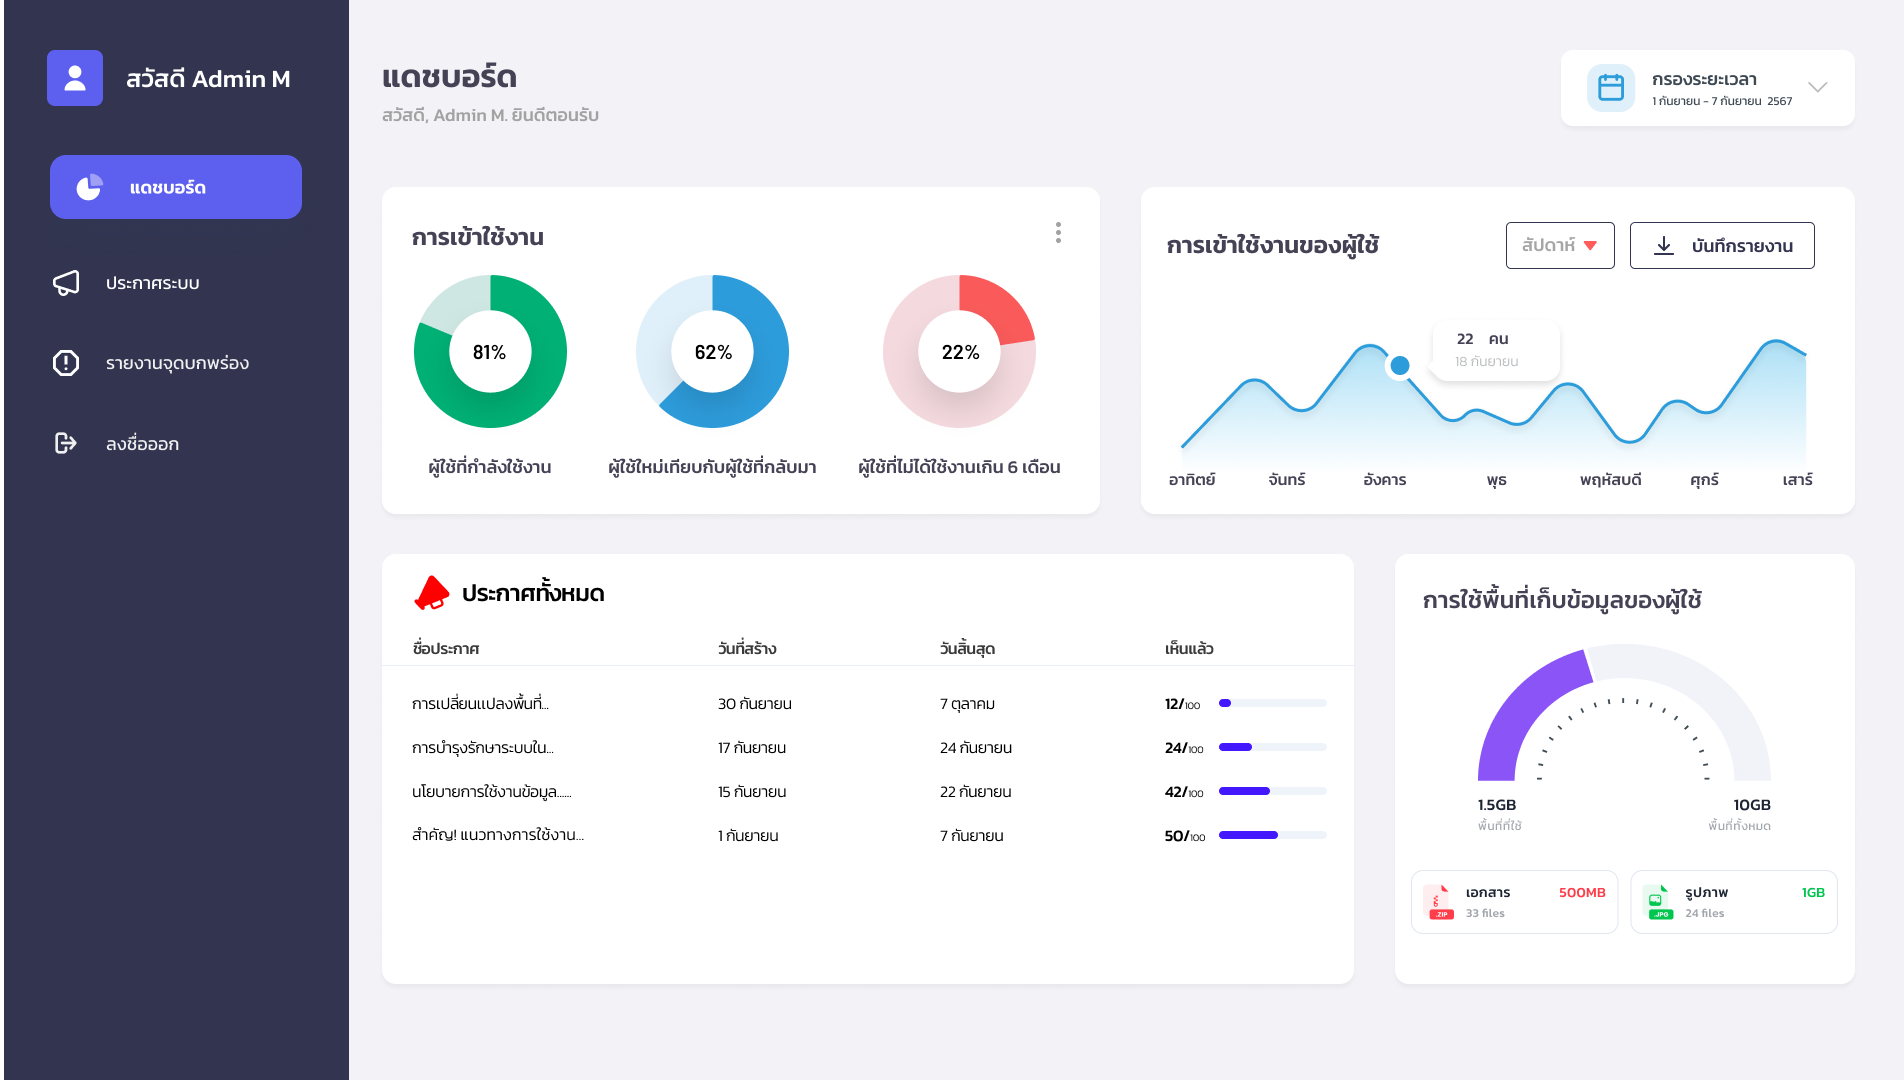 สวัสดี Admin M
แดชบอร์ด
ประกาศระบบ
รายงานจุดบกพร่อง
ลงชื่อออก
แดชบอร์ด
สวัสดี, Admin M. ยินดีตอนรับ
กรองระยะเวลา
1 กันยายน - 7 กันยายน 2567
การเข้าใช้งาน
81%
62%
22%
ผู้ใช้ที่กำลังใช้งาน
ผู้ใช้ใหม่เทียบกับผู้ใช้ที่กลับมา
ผู้ใช้ที่ไม่ได้ใช้งานเกิน 6 เดือน
การเข้าใช้งานของผู้ใช้
สัปดาห์
บันทึกรายงาน
22 คน
18 กันยายน
อาทิตย์ จันทร์ อังคาร พุธ พฤหัสบดี ศุกร์ เสาร์
ประกาศทั้งหมด
ชื่อประกาศ วันที่สร้าง วันสิ้นสุด เห็นแล้ว
การเปลี่ยนแปลงพื้นที่... 30 กันยายน 7 ตุลาคม 12/100
การบำรุงรักษาระบบใน... 17 กันยายน 24 กันยายน 24/100
นโยบายการใช้งานข้อมูล...... 15 กันยายน 22 กันยายน 42/100
สำคัญ! แนวทางการใช้งาน... 1 กันยายน 7 กันยายน 50/100
การใช้พื้นที่เก็บข้อมูลของผู้ใช้
1.5GB 10GB
พื้นที่ที่ใช้ พื้นที่ทั้งหมด
.ZIP
เอกสาร 500MB
33 files
.JPG
รูปภาพ 1GB
24 files